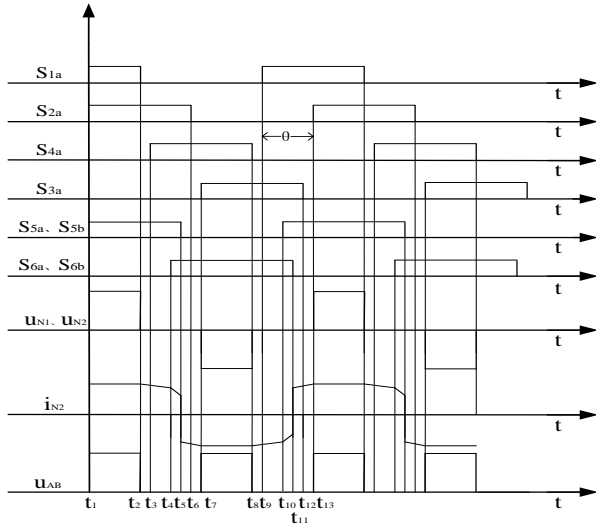 S1a
t
S2a
t
0
S4a
t
S3a
t
S5a、S5b
t
S6a、S6b
t
uN1、uN2
t
iN2
t
uAB
t
t1 t2 t3 t4 t5 t6 t7 t8 t9 t10 t12 t13
t11